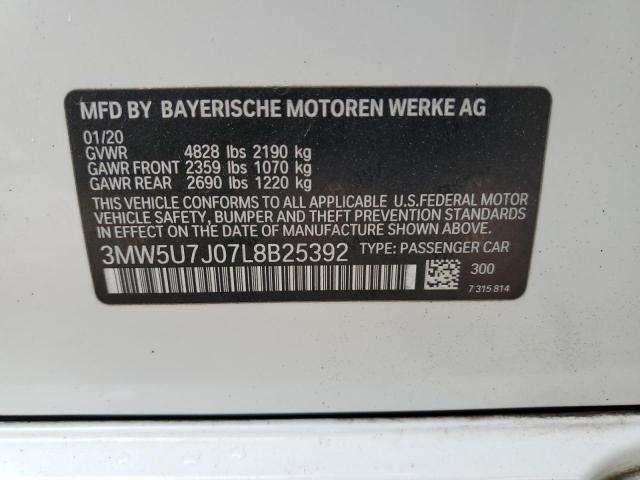 MFD BY BAYERISCHE MOTOREN WERKE AG
01/20
GVWR 4828 lbs 2190 kg
GAWR FRONT 2359 lbs 1070 kg
GAWR REAR 2690 lbs 1220 kg
THIS VEHICLE CONFORMS TO ALL APPLICABLE U.S.FEDERAL MOTOR
VEHICLE SAFETY, BUMPER AND THEFT PREVENTION STANDARDS
IN EFFECT ON THE DATE OF MANUFACTURE SHOWN ABOVE.
3MW5U7J07L8B25392 TYPE: PASSENGER CAR
300
7 315 814